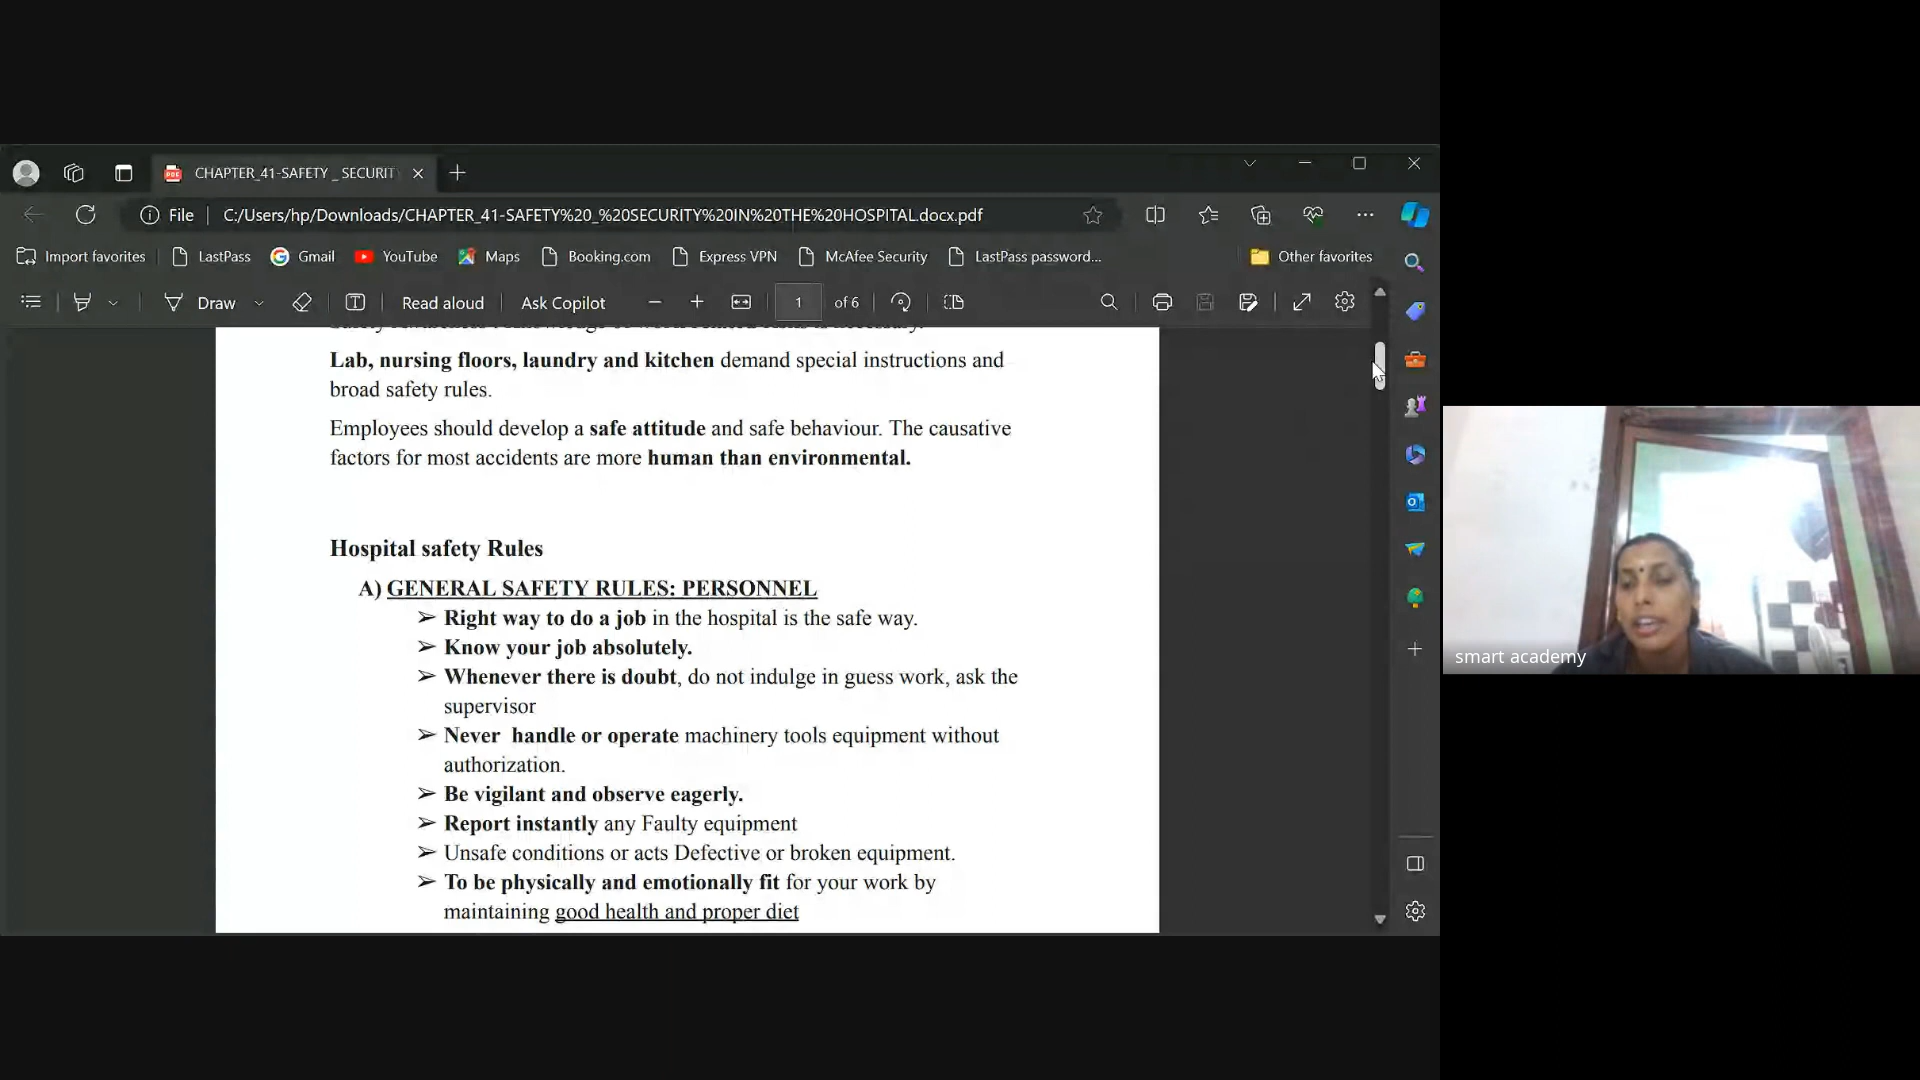 CHAPTER_41-SAFETY _ SECURIT
File
C:/Users/hp/Downloads/CHAPTER_41-SAFETY%20_%20SECURITY%20IN%20THE%20HOSPITAL.docx.pdf
Import favorites LastPass Gmail YouTube Maps Booking.com Express VPN McAfee Security LastPass password... Other favorites
Draw Read aloud Ask Copilot 1 of 6
Lab, nursing floors, laundry and kitchen demand special instructions and
broad safety rules.
Employees should develop a safe attitude and safe behaviour. The causative
factors for most accidents are more human than environmental.
Hospital safety Rules
A) GENERAL SAFETY RULES: PERSONNEL
➢ Right way to do a job in the hospital is the safe way.
➢ Know your job absolutely.
➢ Whenever there is doubt, do not indulge in guess work, ask the
supervisor
➢ Never handle or operate machinery tools equipment without
authorization.
➢ Be vigilant and observe eagerly.
➢ Report instantly any Faulty equipment
➢ Unsafe conditions or acts Defective or broken equipment.
➢ To be physically and emotionally fit for your work by
maintaining good health and proper diet
smart academy